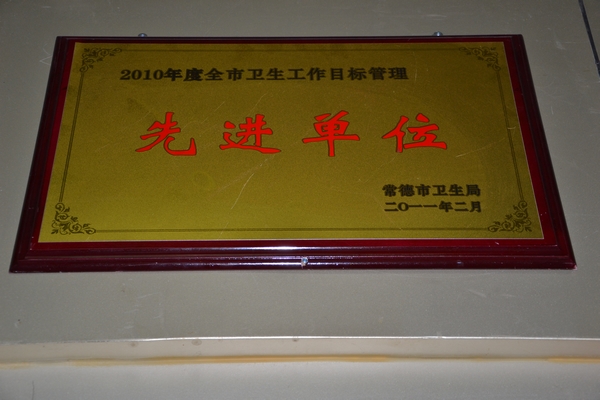 2010年度全市卫生工作目标管理
先进单位
常德市卫生局
二〇一一年二月